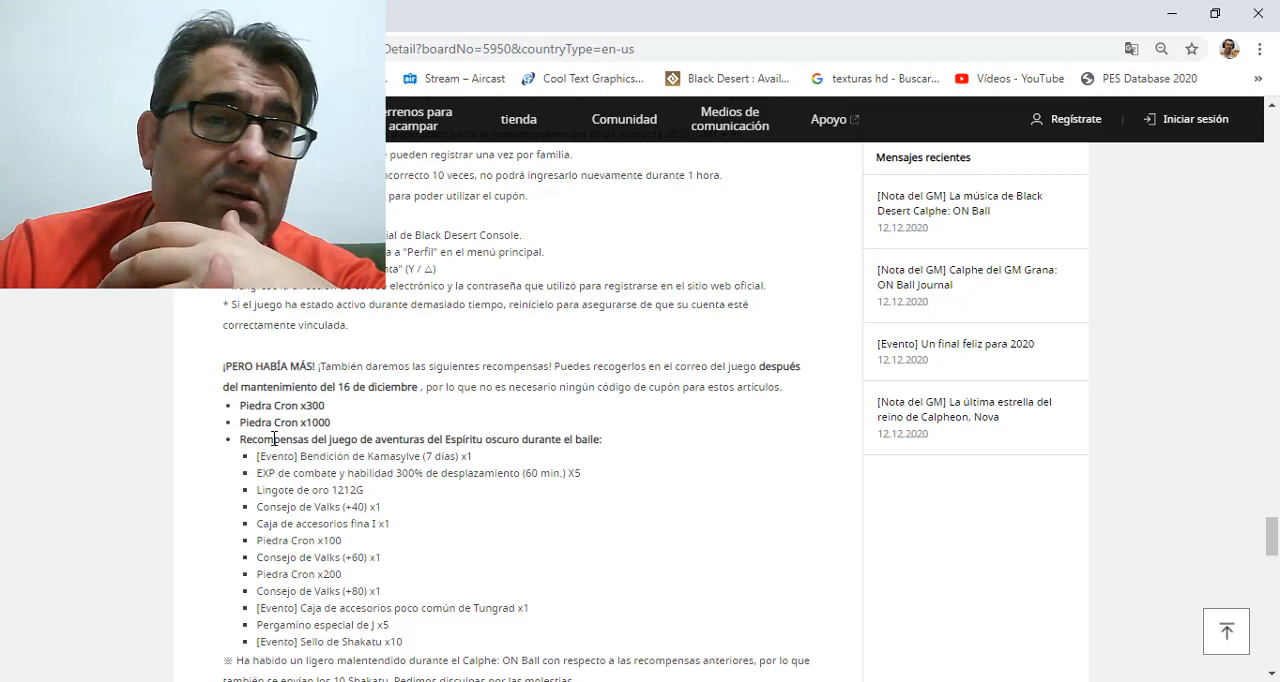 Detail?boardNo=5950&countryType=en-us
Stream – Aircast
Cool Text Graphics...
Black Desert : Avail...
texturas hd - Buscar...
Vídeos - YouTube
PES Database 2020
»
terrenos para
acampar
tienda
Comunidad
Medios de
comunicación
Apoyo
Regístrate
Iniciar sesión
pueden registrar una vez por familia.
ncorrecto 10 veces, no podrá ingresarlo nuevamente durante 1 hora.
para poder utilizar el cupón.
ial de Black Desert Console.
a a "Perfil" en el menú principal.
nta" (Y / △)
electrónico y la contraseña que utilizó para registrarse en el sitio web oficial.
* Si el juego ha estado activo durante demasiado tiempo, reinícielo para asegurarse de que su cuenta esté
correctamente vinculada.
¡PERO HABÍA MÁS! ¡También daremos las siguientes recompensas! Puedes recogerlos en el correo del juego después
del mantenimiento del 16 de diciembre , por lo que no es necesario ningún código de cupón para estos artículos.
Piedra Cron x300
Piedra Cron x1000
Recompensas del juego de aventuras del Espíritu oscuro durante el baile:
[Evento] Bendición de Kamasylve (7 días) x1
EXP de combate y habilidad 300% de desplazamiento (60 min.) X5
Lingote de oro 1212G
Consejo de Valks (+40) x1
Caja de accesorios fina I x1
Piedra Cron x100
Consejo de Valks (+60) x1
Piedra Cron x200
Consejo de Valks (+80) x1
[Evento] Caja de accesorios poco común de Tungrad x1
Pergamino especial de J x5
[Evento] Sello de Shakatu x10
※ Ha habido un ligero malentendido durante el Calphe: ON Ball con respecto a las recompensas anteriores, por lo que
también se envían los 10 Shakatu. Pedimos disculpas por las molestias.
Mensajes recientes
[Nota del GM] La música de Black
Desert Calphe: ON Ball
12.12.2020
[Nota del GM] Calphe del GM Grana:
ON Ball Journal
12.12.2020
[Evento] Un final feliz para 2020
12.12.2020
[Nota del GM] La última estrella del
reino de Calpheon, Nova
12.12.2020